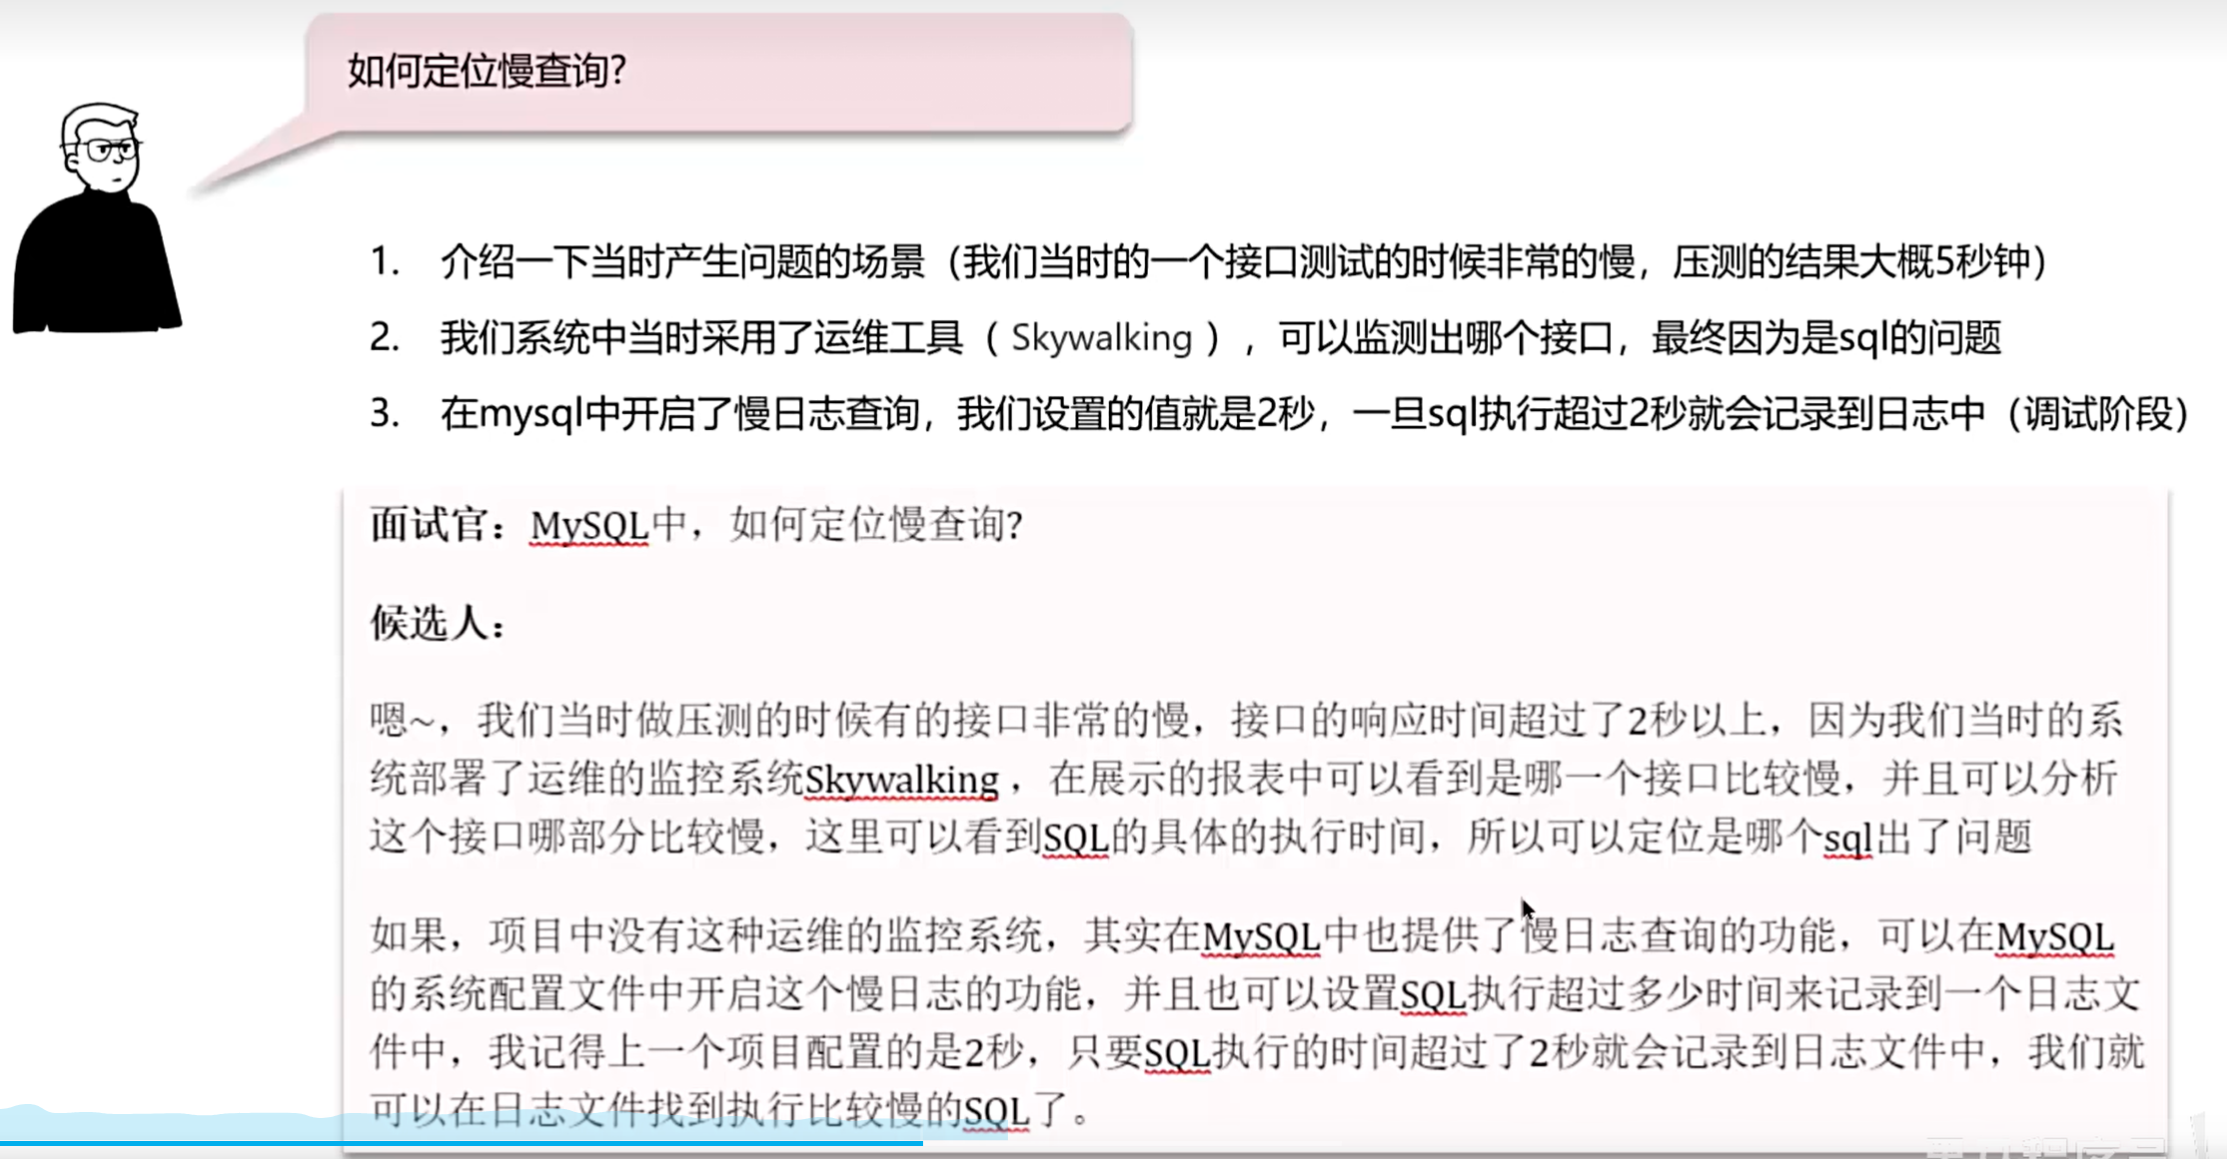 如何定位慢查询?
1. 介绍一下当时产生问题的场景（我们当时的一个接口测试的时候非常的慢，压测的结果大概5秒钟）
2. 我们系统中当时采用了运维工具（ Skywalking ），可以监测出哪个接口，最终因为是sql的问题
3. 在mysql中开启了慢日志查询，我们设置的值就是2秒，一旦sql执行超过2秒就会记录到日志中（调试阶段）
面试官：MySQL中，如何定位慢查询?
候选人：
嗯~，我们当时做压测的时候有的接口非常的慢，接口的响应时间超过了2秒以上，因为我们当时的系
统部署了运维的监控系统Skywalking ，在展示的报表中可以看到是哪一个接口比较慢，并且可以分析
这个接口哪部分比较慢，这里可以看到SQL的具体的执行时间，所以可以定位是哪个sql出了问题
如果，项目中没有这种运维的监控系统，其实在MySQL中也提供了慢日志查询的功能，可以在MySQL
的系统配置文件中开启这个慢日志的功能，并且也可以设置SQL执行超过多少时间来记录到一个日志文
件中，我记得上一个项目配置的是2秒，只要SQL执行的时间超过了2秒就会记录到日志文件中，我们就
可以在日志文件找到执行比较慢的SQL了。